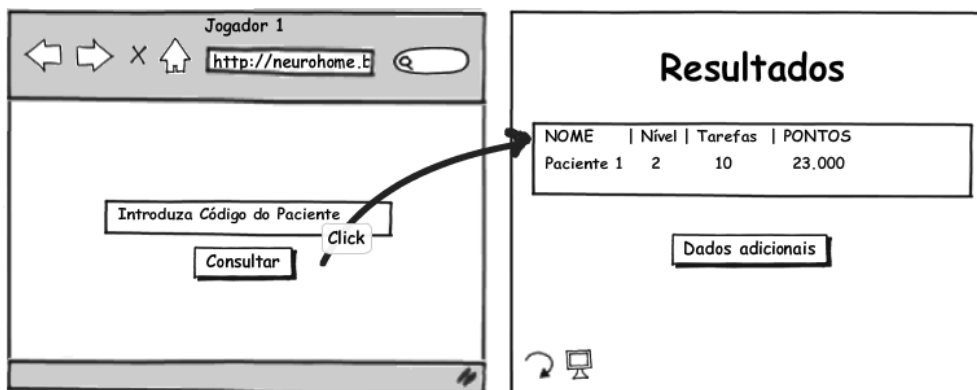 Jogador 1
http://neurohome.b
Introduza Código do Paciente
Click
Consultar
Resultados
NOME | Nível | Tarefas | PONTOS
Paciente 1 2 10 23.000
Dados adicionais